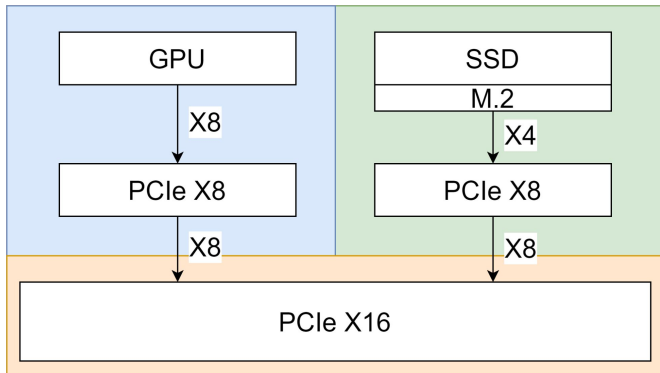 GPU
SSD
M.2
X8
X4
PCIe X8
PCIe X8
X8
X8
PCIe X16